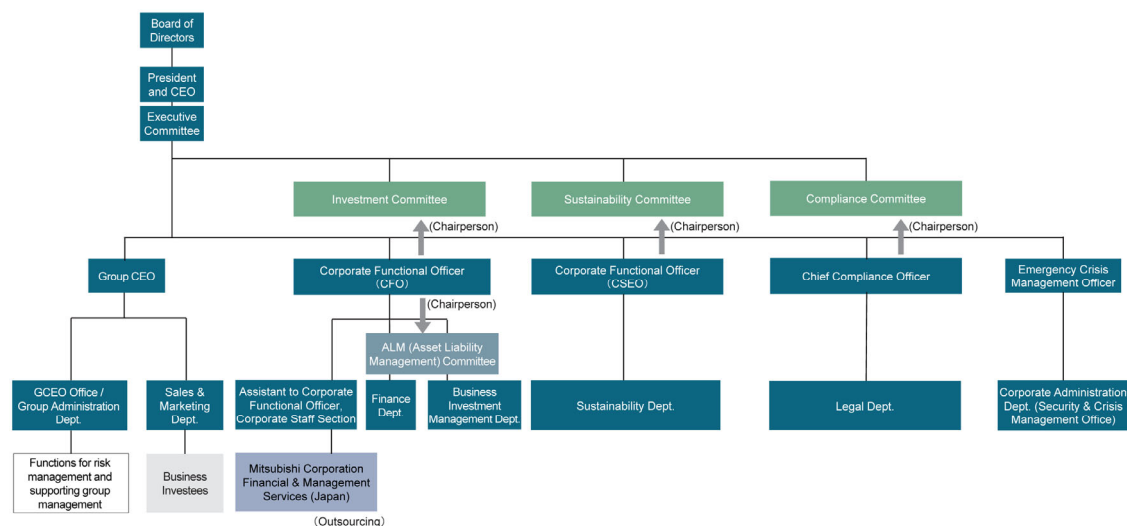 Board of
Directors
President
and CEO
Executive
Committee
Investment Committee
Sustainability Committee
Compliance Committee
(Chairperson)
(Chairperson)
(Chairperson)
Group CEO
Corporate Functional Officer
(CFO)
Corporate Functional Officer
(CSEO)
Chief Compliance Officer
Emergency Crisis
Management Officer
(Chairperson)
ALM (Asset Liability
Management) Committee
GCEO Office /
Group Administration
Dept.
Sales &
Marketing
Dept.
Assistant to Corporate
Functional Officer,
Corporate Staff Section
Finance
Dept.
Business
Investment
Management Dept.
Sustainability Dept.
Legal Dept.
Corporate Administration
Dept. (Security & Crisis
Management Office)
Functions for risk
management and
supporting group
management
Business
Investees
Mitsubishi Corporation
Financial & Management
Services (Japan)
(Outsourcing)